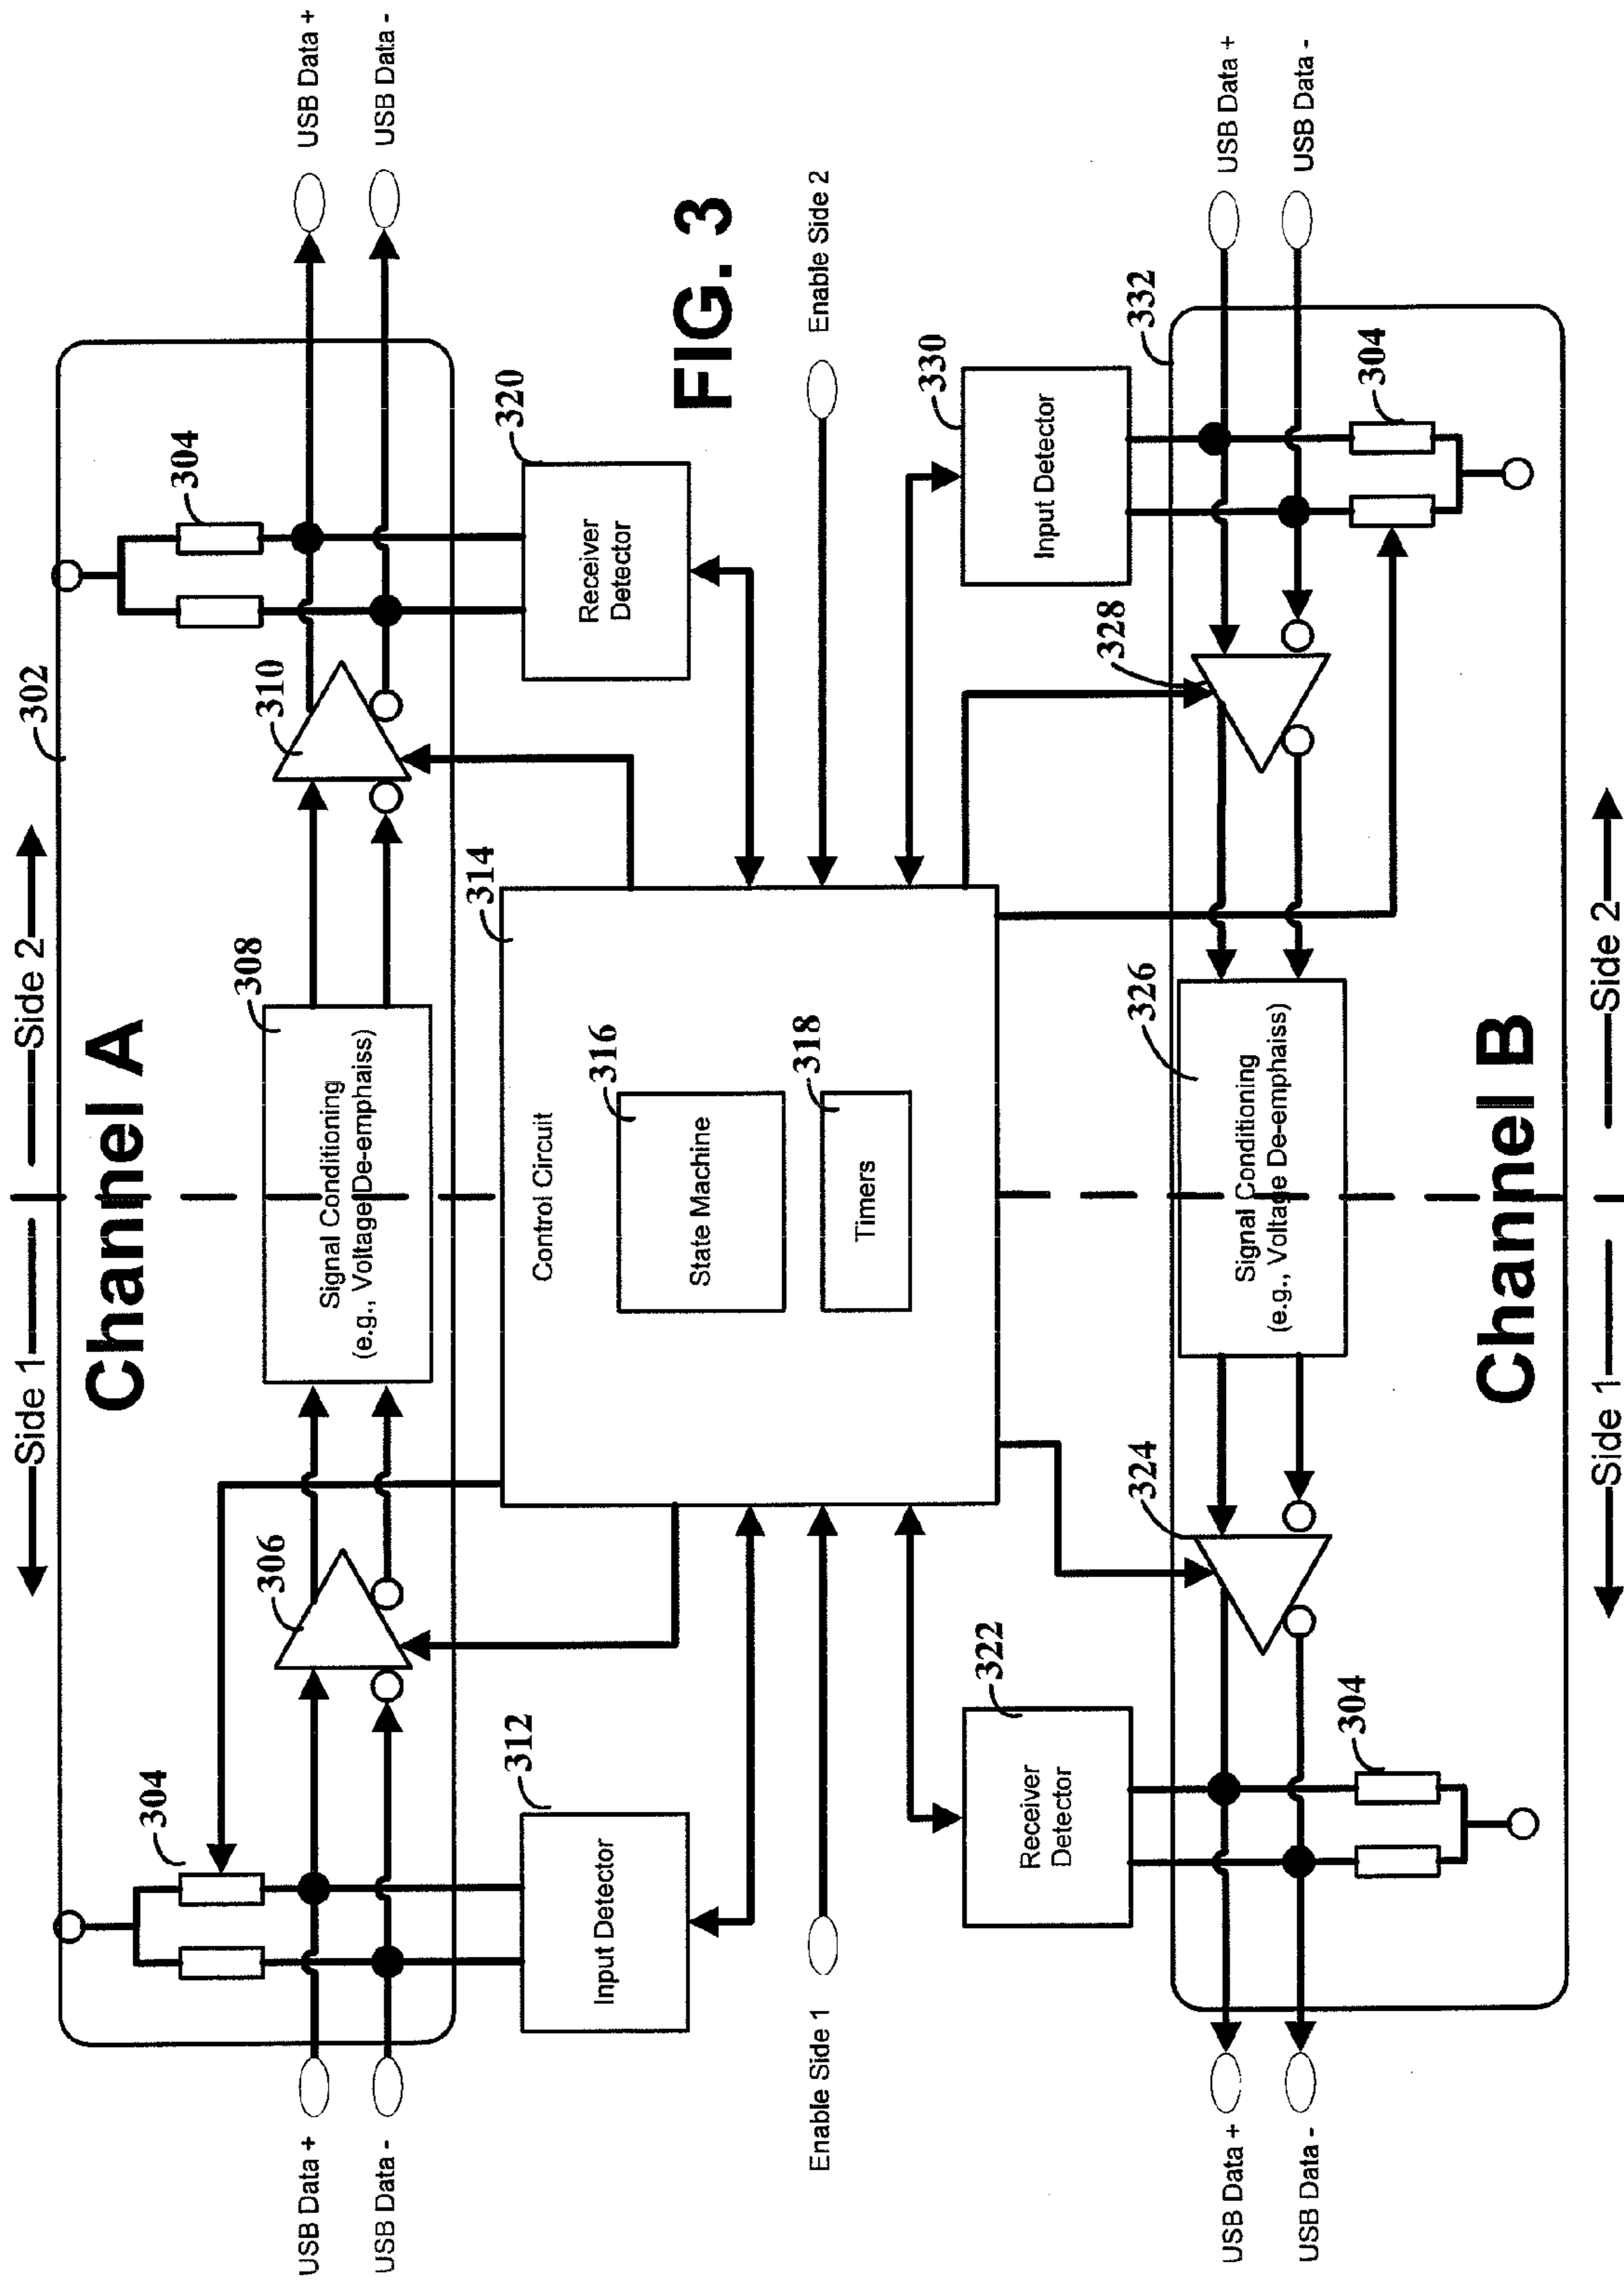 Side 1
Side 2
Channel A
302
304
304
USB Data +
USB Data -
306
308
Signal Conditioning
(e.g., Voltage De-emphaiss)
310
USB Data +
USB Data -
312
Input Detector
314
Control Circuit
320
Receiver
Detector
316
State Machine
FIG. 3
318
Timers
Enable Side 1
Enable Side 2
322
Receiver
Detector
330
Input Detector
324
326
328
332
Signal Conditioning
(e.g., Voltage De-emphaiss)
USB Data +
USB Data -
USB Data +
USB Data -
304
304
Channel B
Side 1
Side 2